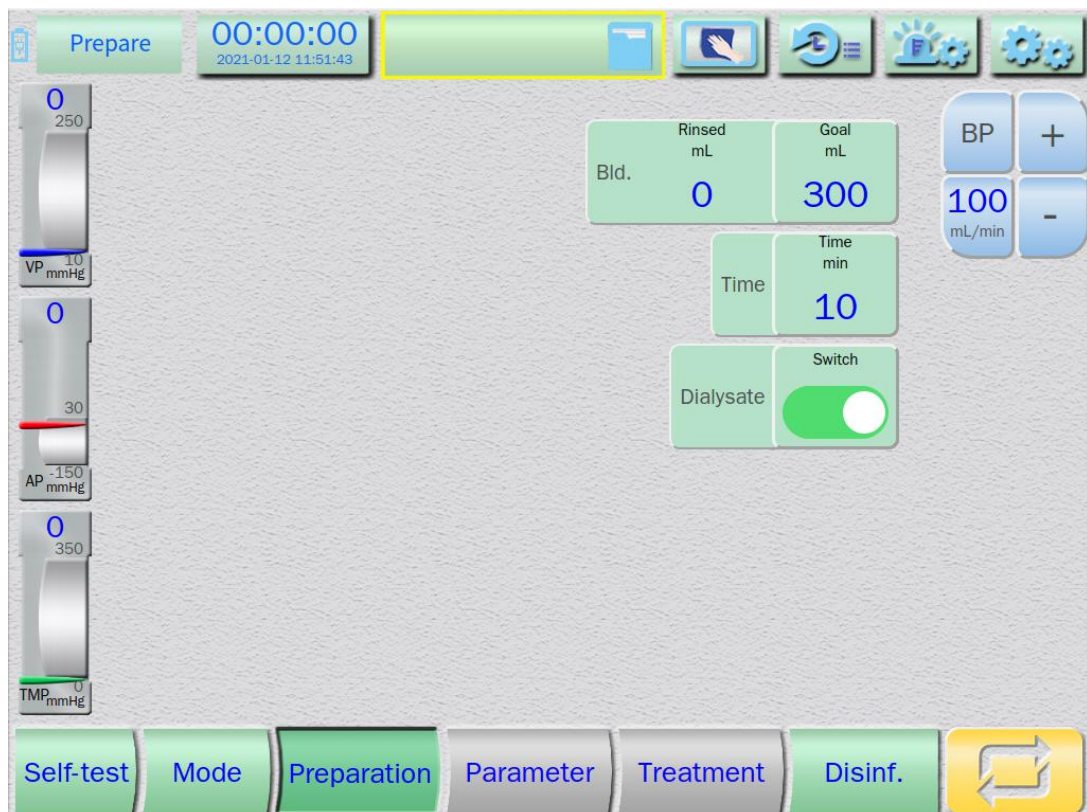 Prepare
00:00:00
2021-01-12 11:51:43
0
250
10
VP mmHg
0
30
-150
AP mmHg
0
350
0
TMP mmHg
Bld.
Rinsed
mL
0
Goal
mL
300
Time
Time
min
10
Dialysate
Switch
BP
+
100
mL/min
-
Self-test
Mode
Preparation
Parameter
Treatment
Disinf.